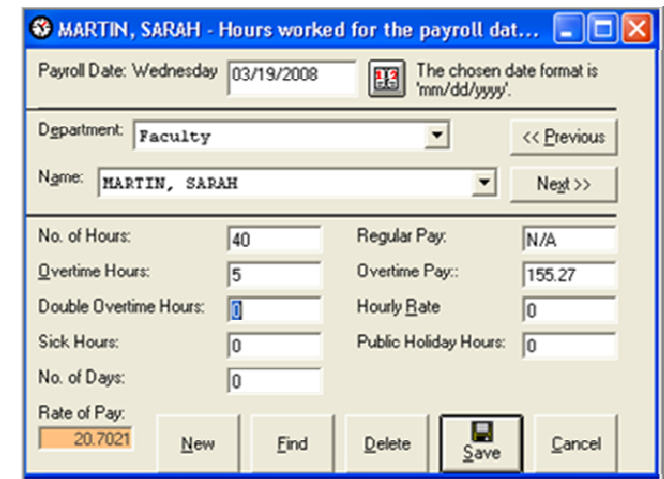 MARTIN, SARAH - Hours worked for the payroll dat...
Payroll Date: Wednesday 03/19/2008 The chosen date format is
'mm/dd/yyyy'.
Department: Faculty << Previous
Name: MARTIN, SARAH Next >>
No. of Hours: 40 Regular Pay: N/A
Overtime Hours: 5 Overtime Pay:: 155.27
Double Overtime Hours: 0 Hourly Rate 0
Sick Hours: 0 Public Holiday Hours: 0
No. of Days: 0
Rate of Pay:
20.7021 New Find Delete Save Cancel